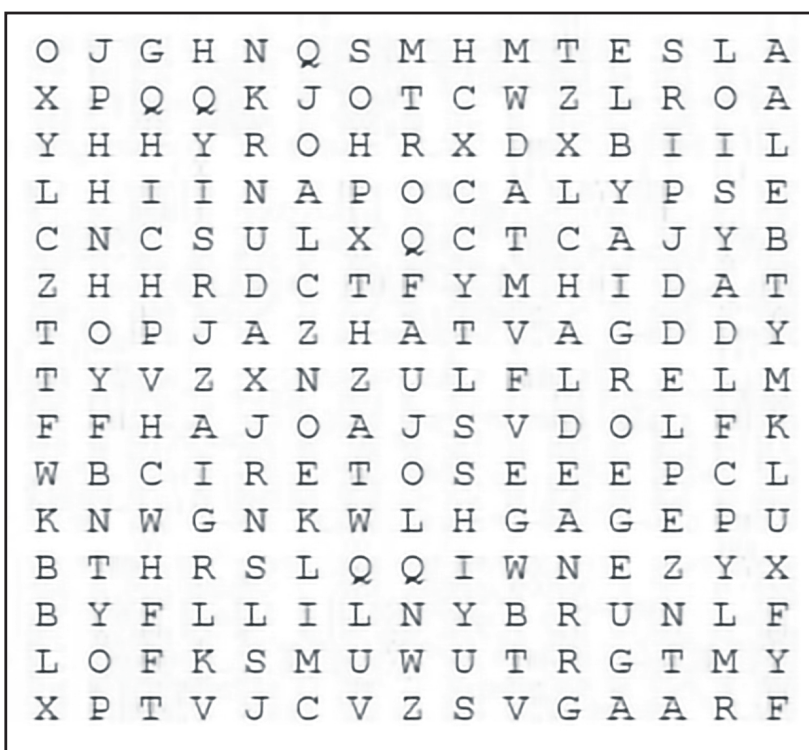 O J G H N Q S M H M T E S L A
X P Q Q K J O T C W Z L R O A
Y H H Y R O H R X D X B I I L
L H I I N A P O C A L Y P S E
C N C S U L X Q C T C A J Y B
Z H H R D C T F Y M H I D A T
T O P J A Z H A T V A G D D Y
T Y V Z X N Z U L F L R E L M
F F H A J O A J S V D O L F K
W B C I R E T O S E E E P C L
K N W G N K W L H G A G E P U
B T H R S L Q Q I W N E Z Y X
B Y F L L I L N Y B R U N L F
L O F K S M U W U T R G T M Y
X P T V J C V Z S V G A A R F